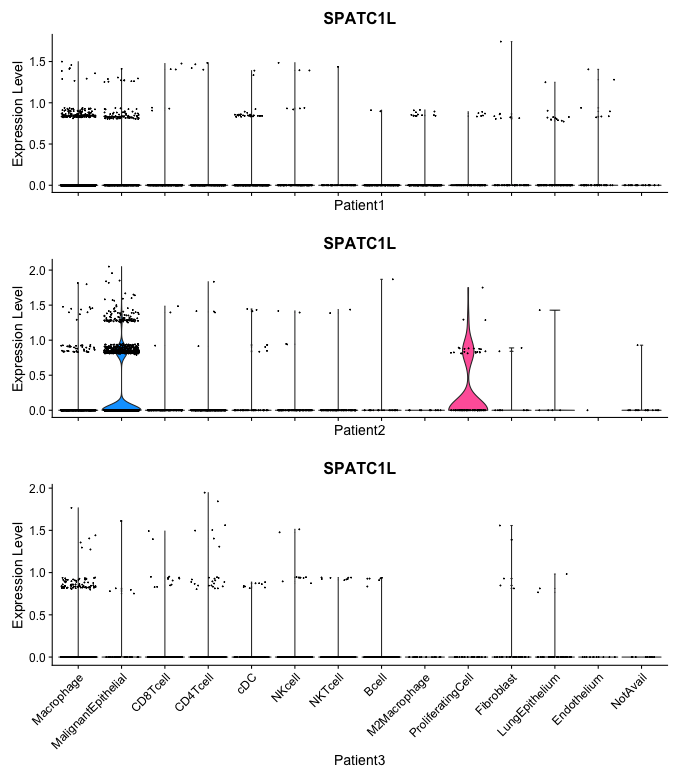 SPATC1L
Expression Level
1.5
1.0
0.5
0.0
Patient1
SPATC1L
Expression Level
2.0
1.5
1.0
0.5
0.0
Patient2
SPATC1L
Expression Level
2.0
1.5
1.0
0.5
0.0
Macrophage
MalignantEpithelial
CD8Tcell
CD4Tcell
cDC
NKcell
NKTcell
Bcell
M2Macrophage
ProliferatingCell
Fibroblast
LungEpithelium
Endothelium
NotAvail
Patient3